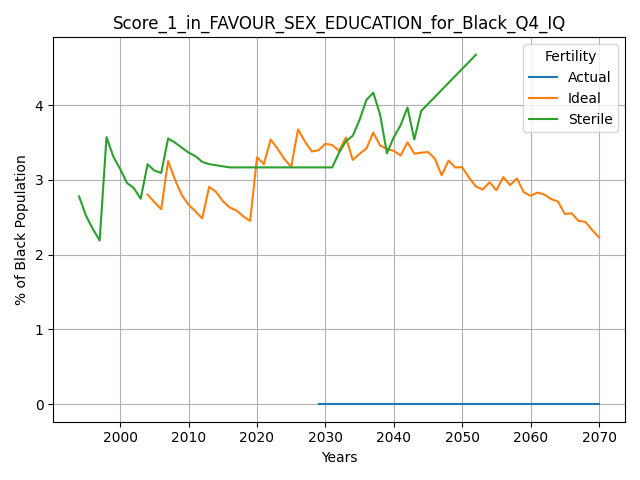 Score_1_in_FAVOUR_SEX_EDUCATION_for_Black_Q4_IQ
Fertility
Actual
Ideal
Sterile
% of Black Population
4
3
2
1
0
2000 2010 2020 2030 2040 2050 2060 2070
Years